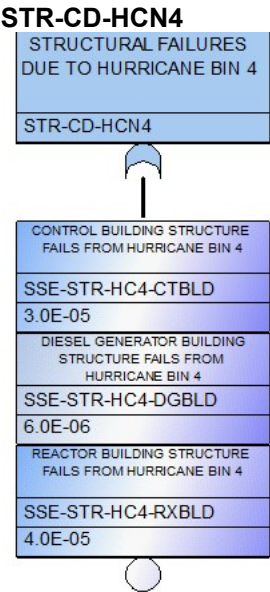 STR-CD-HCN4
STRUCTURAL FAILURES
DUE TO HURRICANE BIN 4
STR-CD-HCN4
CONTROL BUILDING STRUCTURE
FAILS FROM HURRICANE BIN 4
SSE-STR-HC4-CTBLD
3.0E-05
DIESEL GENERATOR BUILDING
STRUCTURE FAILS FROM
HURRICANE BIN 4
SSE-STR-HC4-DGBLD
6.0E-06
REACTOR BUILDING STRUCTURE
FAILS FROM HURRICANE BIN 4
SSE-STR-HC4-RXBLD
4.0E-05